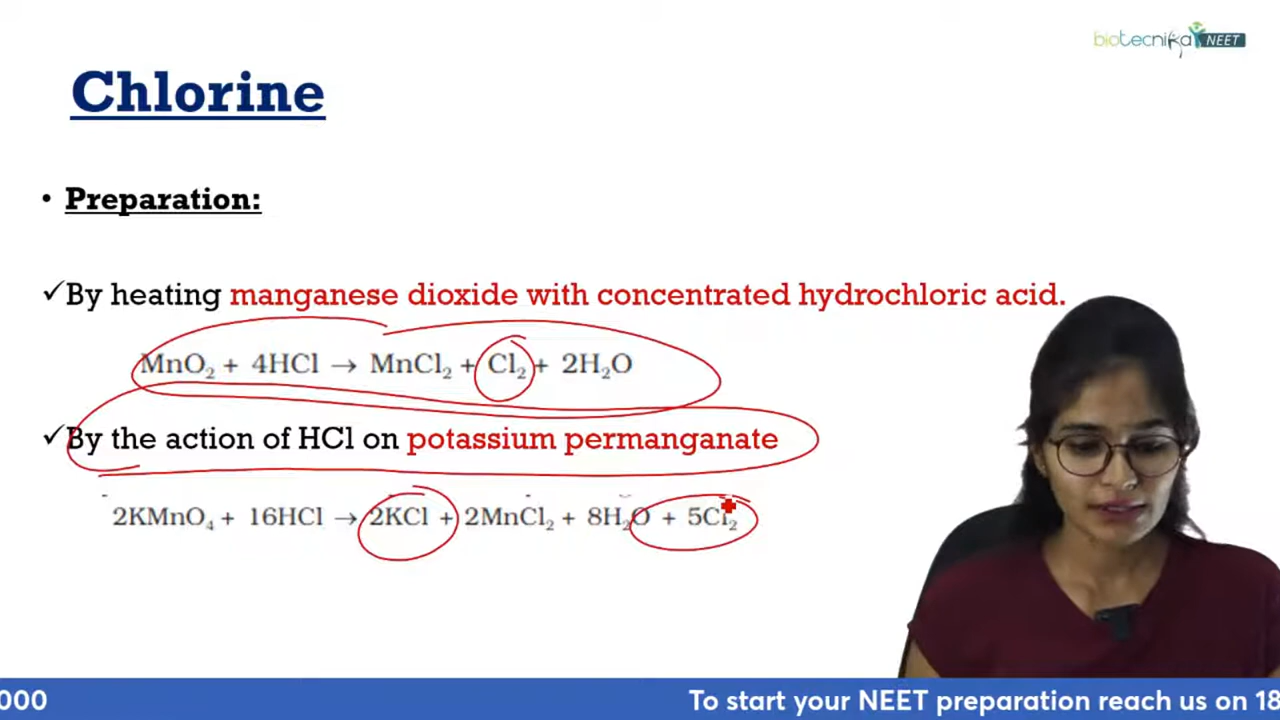 biotecnika NEET
Chlorine
• Preparation:
✓By heating manganese dioxide with concentrated hydrochloric acid.
MnO₂ + 4HCl → MnCl₂ + Cl₂ + 2H₂O
✓By the action of HCl on potassium permanganate
2KMnO₄ + 16HCl → 2KCl + 2MnCl₂ + 8H₂O + 5Cl₂
000 To start your NEET preparation reach us on 18